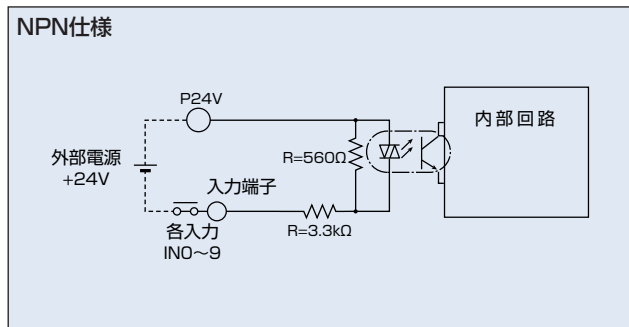 NPN仕様
P24V
内部回路
外部電源
+24V
R=560Ω
入力端子
各入力
IN0～9
R=3.3kΩ